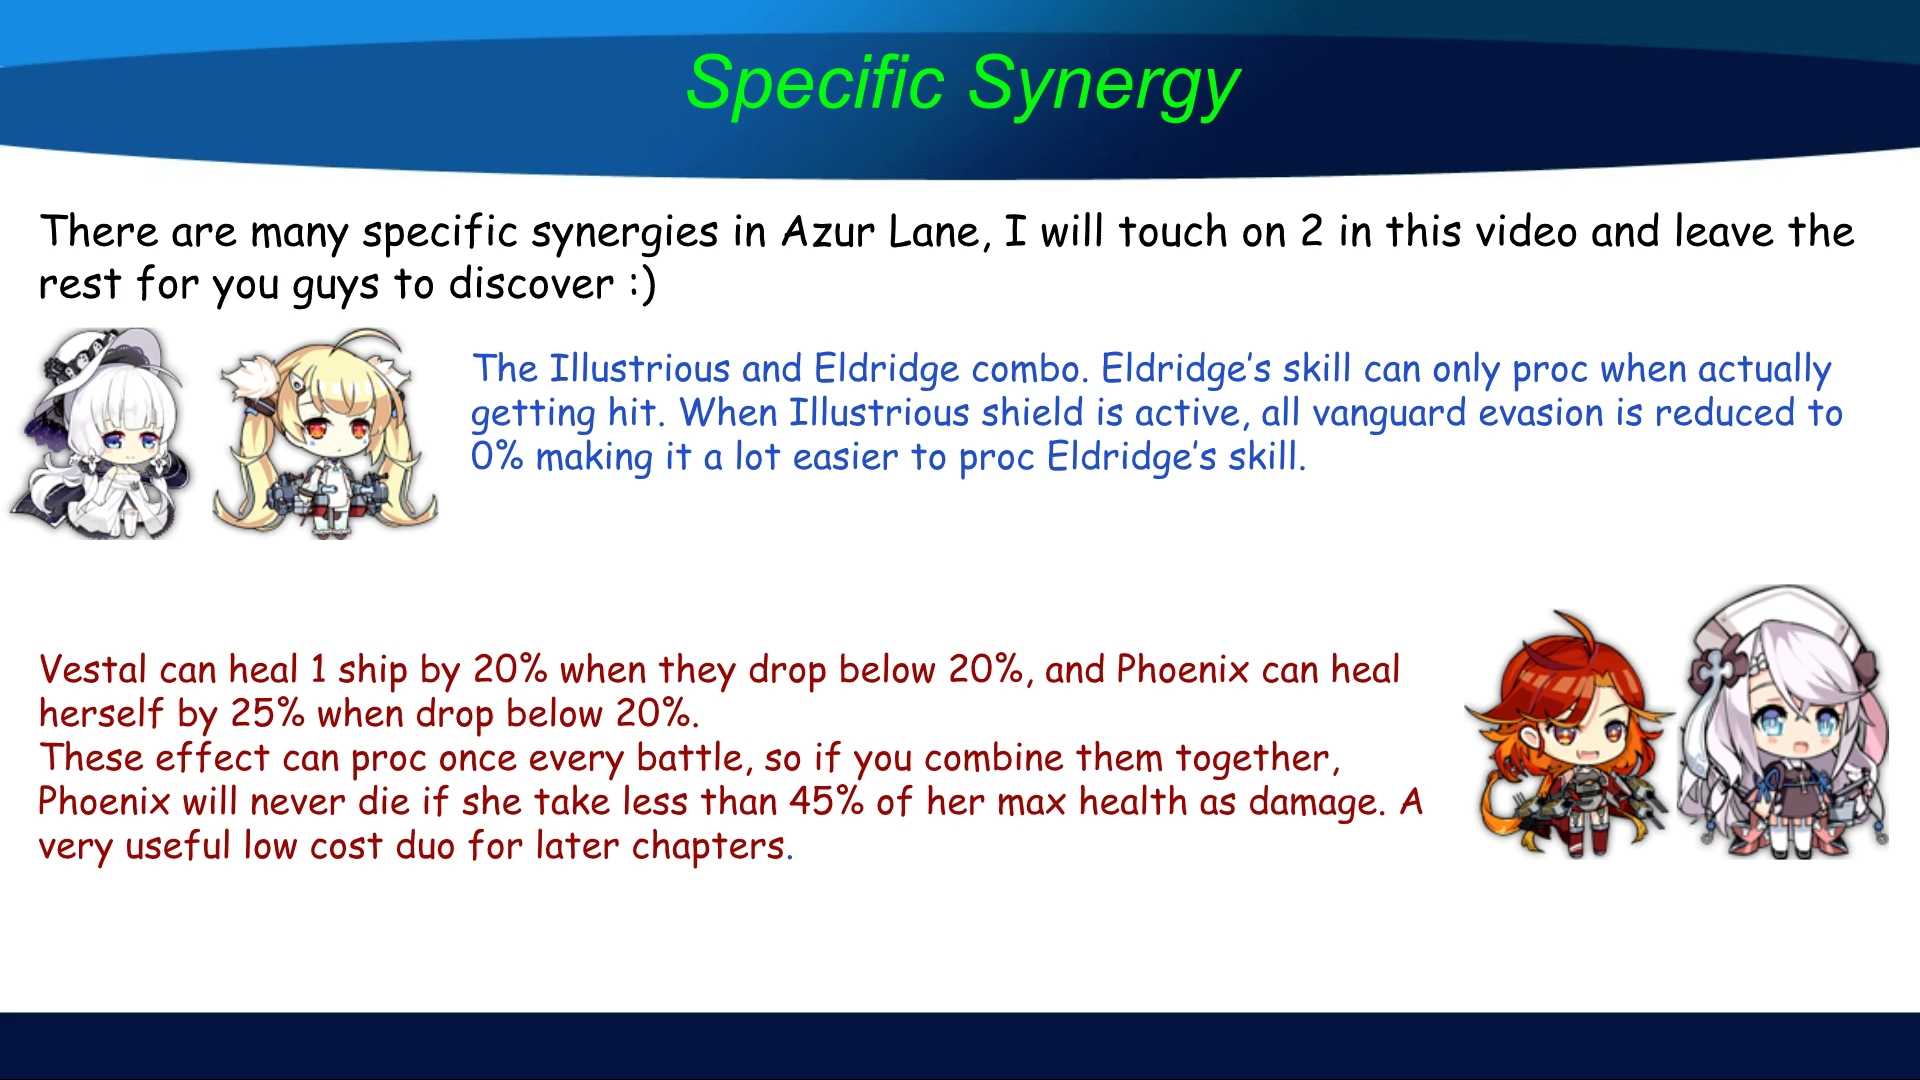 Specific Synergy
There are many specific synergies in Azur Lane, I will touch on 2 in this video and leave the
rest for you guys to discover :)
The Illustrious and Eldridge combo. Eldridge's skill can only proc when actually
getting hit. When Illustrious shield is active, all vanguard evasion is reduced to
0% making it a lot easier to proc Eldridge's skill.
Vestal can heal 1 ship by 20% when they drop below 20%, and Phoenix can heal
herself by 25% when drop below 20%.
These effect can proc once every battle, so if you combine them together,
Phoenix will never die if she take less than 45% of her max health as damage. A
very useful low cost duo for later chapters.